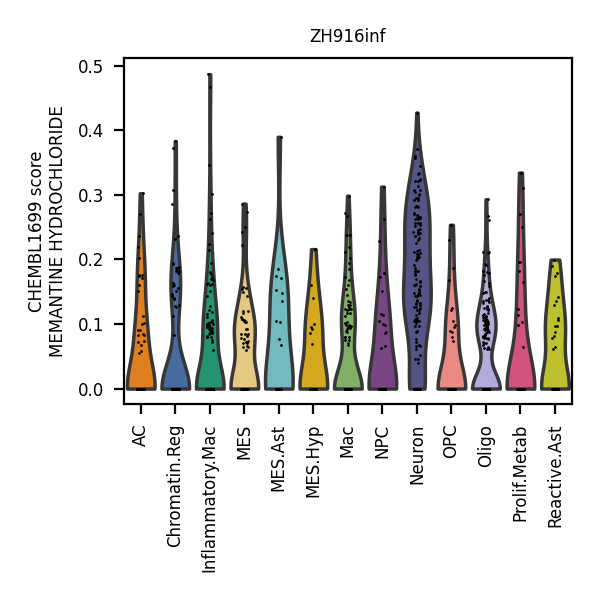 ZH916inf
CHEMBL1699 score
MEMANTINE HYDROCHLORIDE
0.5
0.4
0.3
0.2
0.1
0.0
AC
Chromatin.Reg
Inflammatory.Mac
MES
MES.Ast
MES.Hyp
Mac
NPC
Neuron
OPC
Oligo
Prolif.Metab
Reactive.Ast